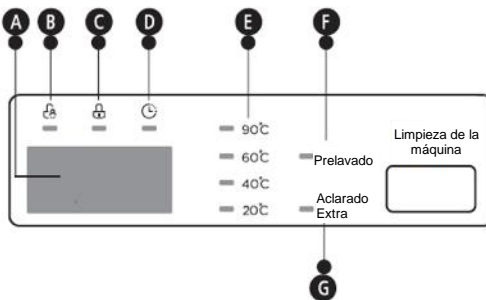 A B C D E F
90°C
60°C
40°C
20°C
Prelavado
Aclarado
Extra
Limpieza de la
máquina
G